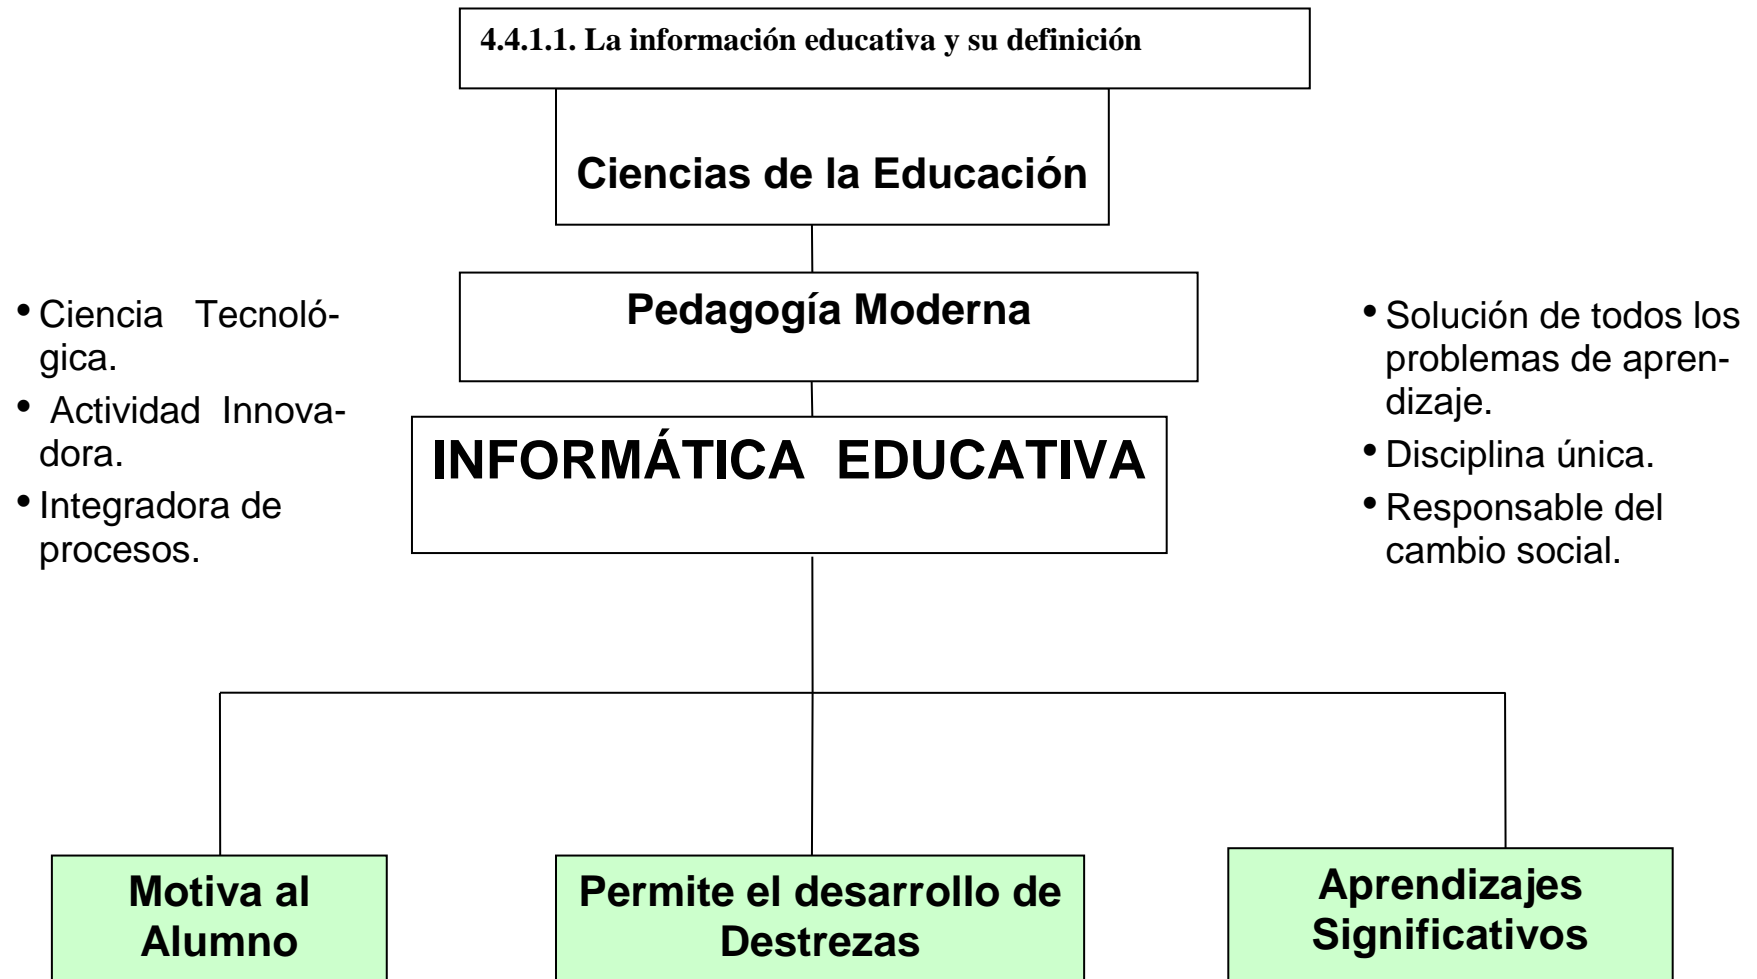 4.4.1.1. La información educativa y su definición
Ciencias de la Educación
Pedagogía Moderna
• Ciencia Tecnoló-
gica.
• Actividad Innova-
dora.
• Integradora de
procesos.
INFORMÁTICA EDUCATIVA
• Solución de todos los
problemas de apren-
dizaje.
• Disciplina única.
• Responsable del
cambio social.
Motiva al
Alumno
Permite el desarrollo de
Destrezas
Aprendizajes
Significativos